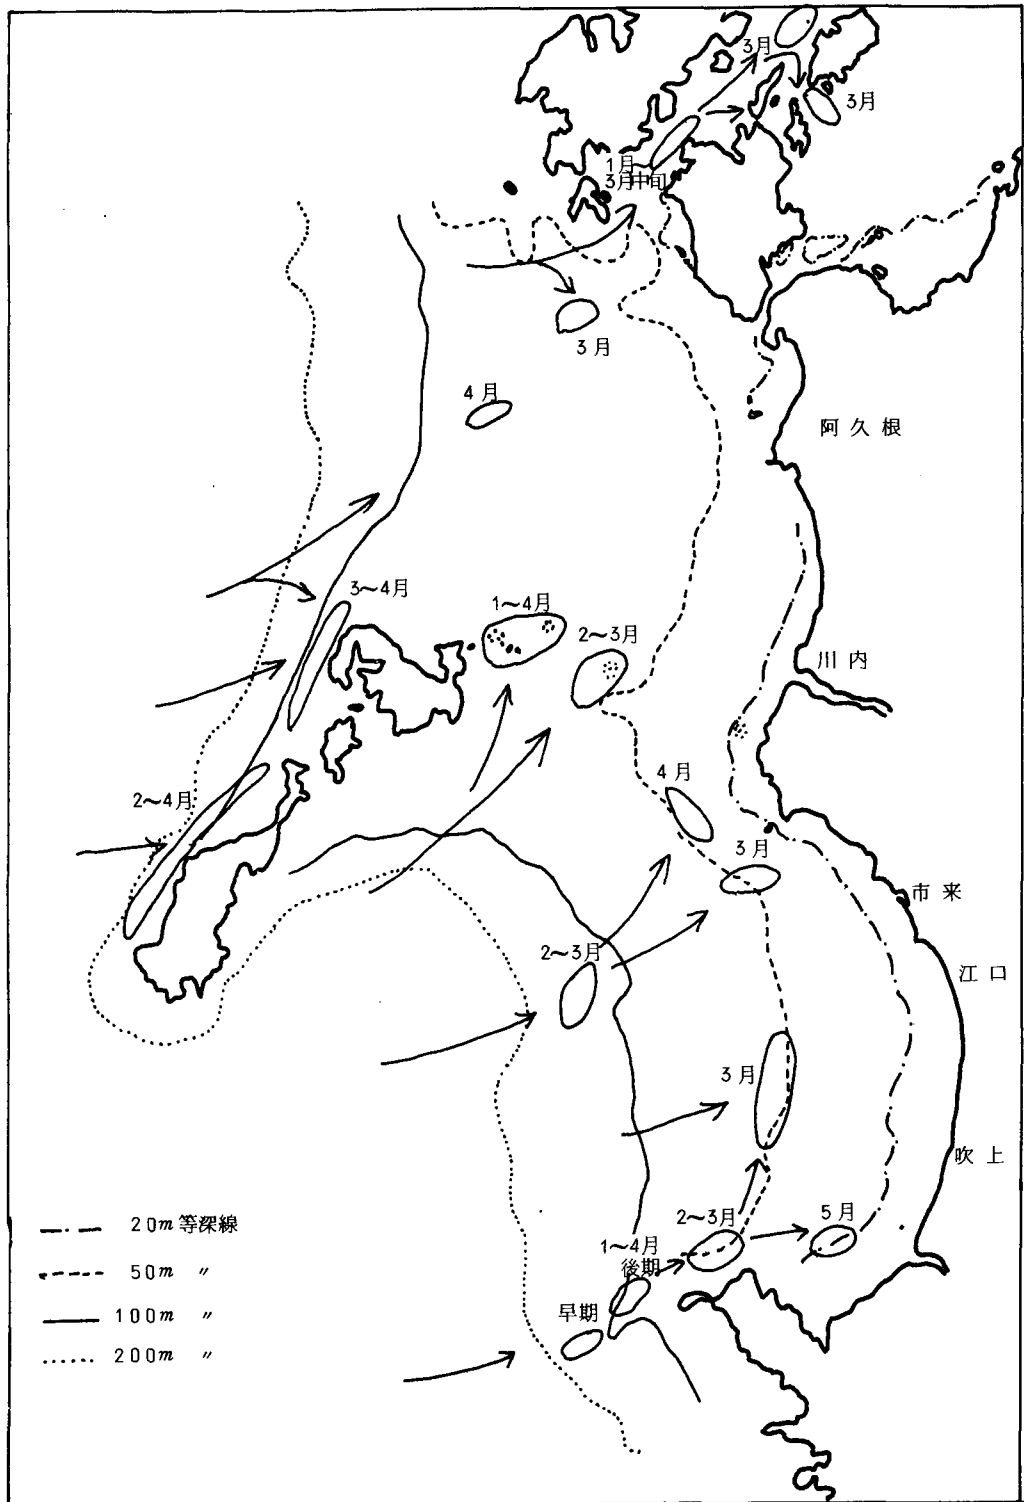 3月
3月
1月~
3月中旬
3月
4月
阿久根
3~4月
1~4月
2~3月
川内
4月
2~4月
3月
市来
2~3月
江口
3月
吹上
20m等深線
2~3月
5月
1~4月
後期
50m 〃
早期
100m 〃
200m 〃